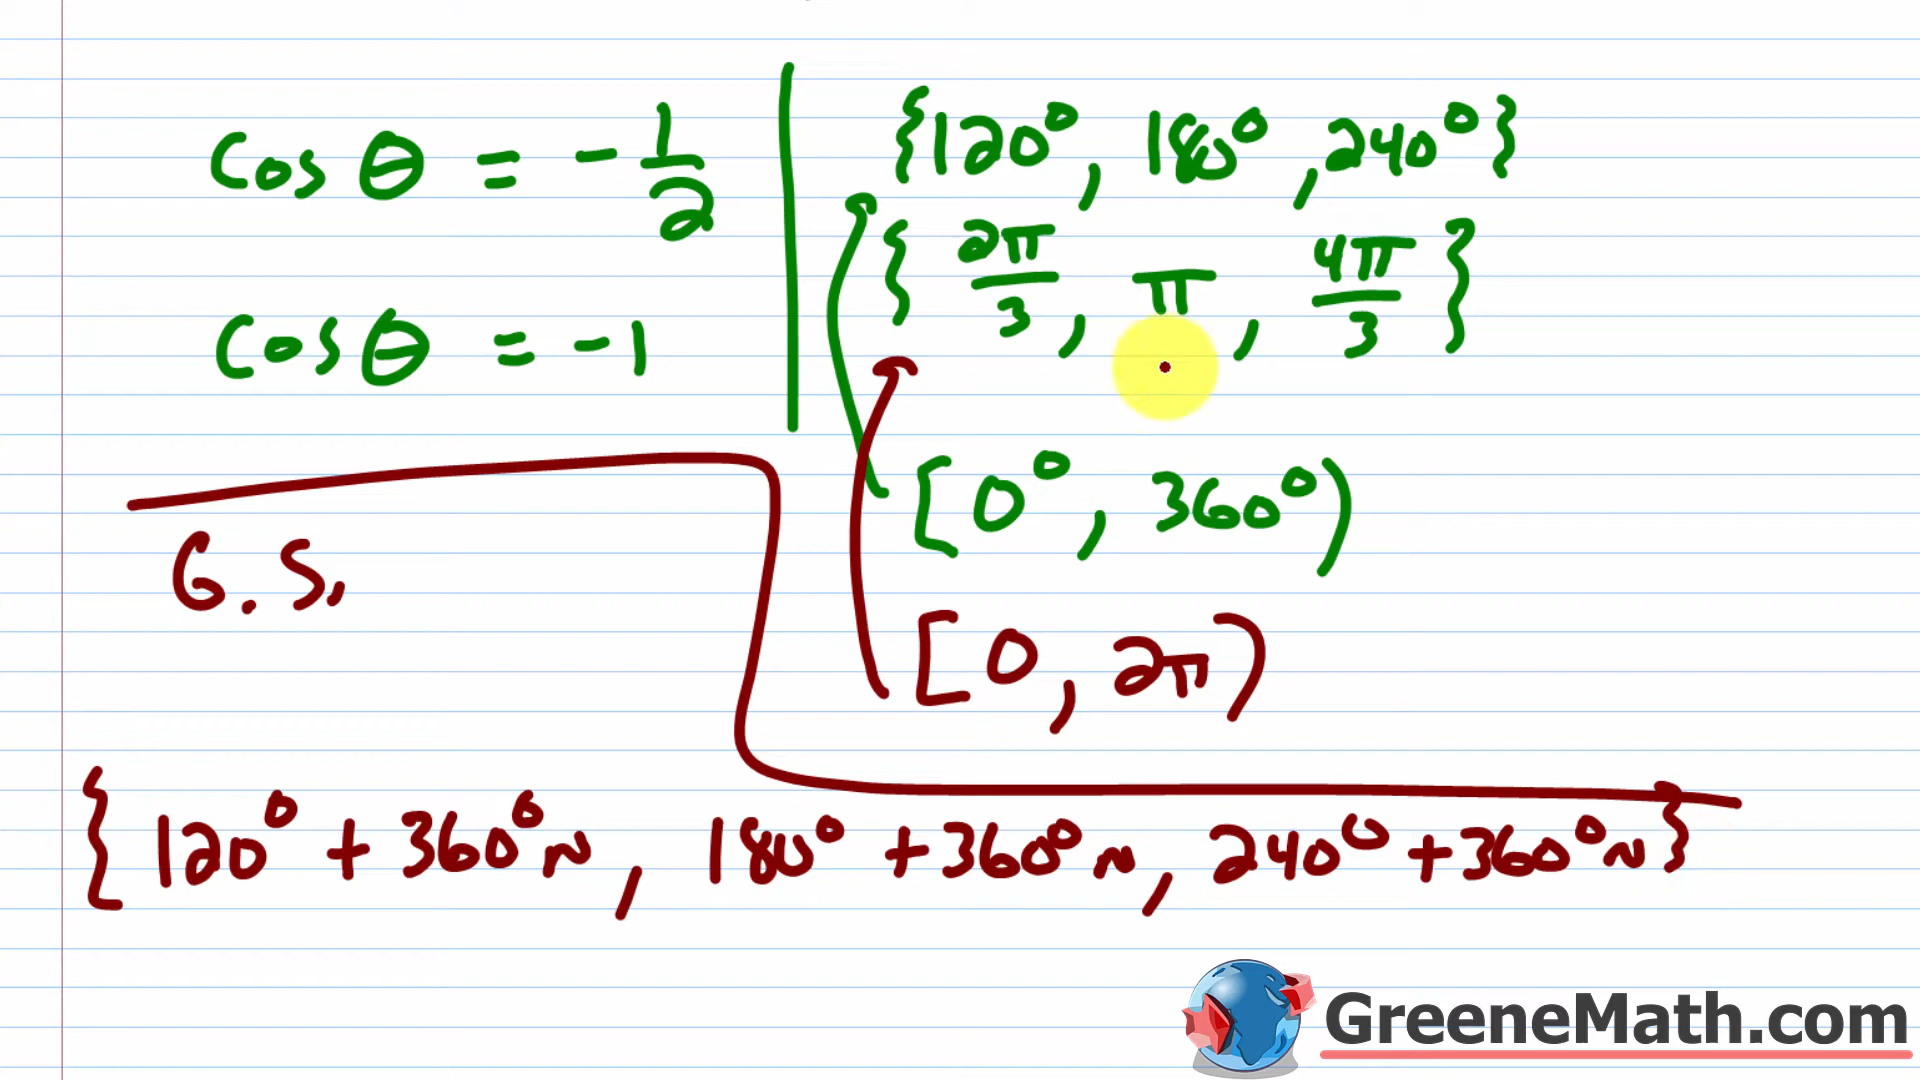 cos θ = -1/2
cos θ = -1
{120°, 180°, 240°}
{2π/3, π, 4π/3}
[0°, 360°)
[0, 2π)
G.S.
{120° + 360°n, 180° + 360°n, 240° + 360°n}
GreeneMath.com